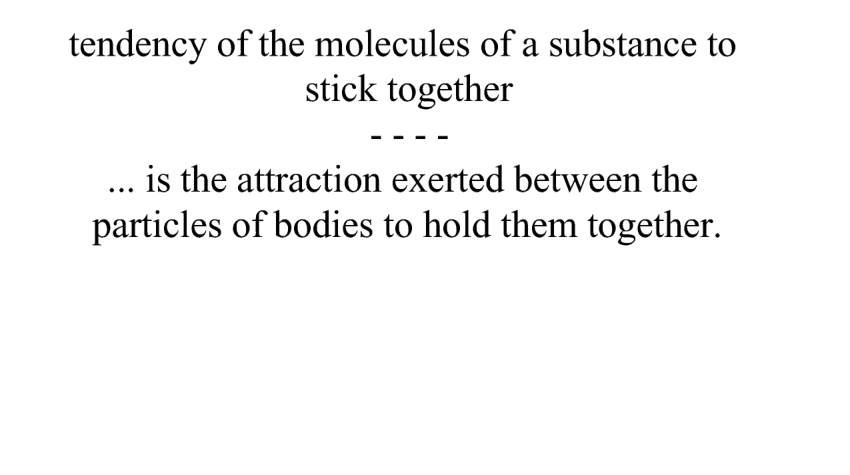 tendency of the molecules of a substance to
stick together
- - - -
... is the attraction exerted between the
particles of bodies to hold them together.